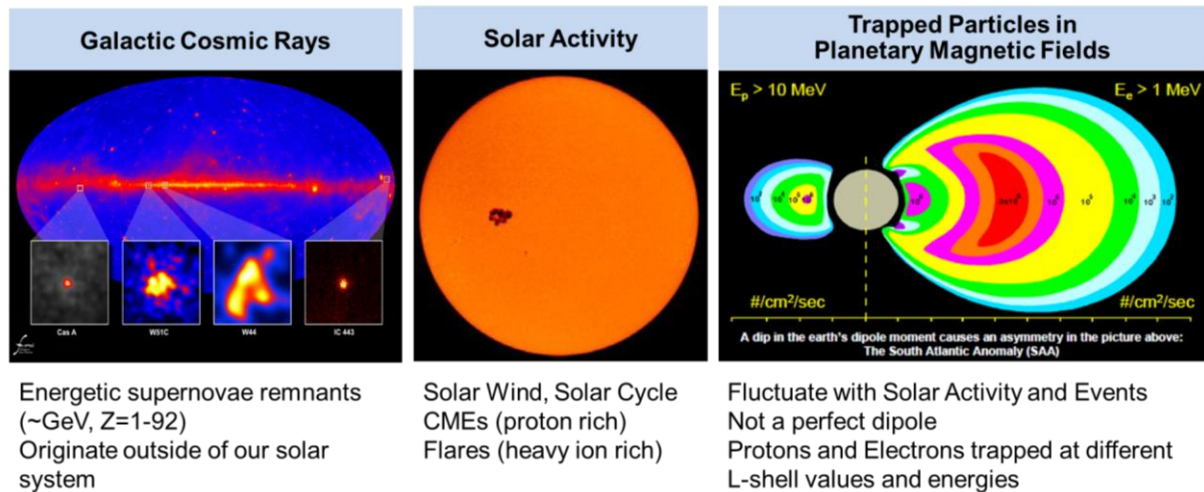 Galactic Cosmic Rays
Cas A
W51C
W44
IC 443
Energetic supernovae remnants
(~GeV, Z=1-92)
Originate outside of our solar
system
Solar Activity
Solar Wind, Solar Cycle
CMEs (proton rich)
Flares (heavy ion rich)
Trapped Particles in
Planetary Magnetic Fields
E_p > 10 MeV
E_e > 1 MeV
#/cm²/sec
#/cm²/sec
A dip in the earth's dipole moment causes an asymmetry in the picture above:
The South Atlantic Anomaly (SAA)
Fluctuate with Solar Activity and Events
Not a perfect dipole
Protons and Electrons trapped at different
L-shell values and energies